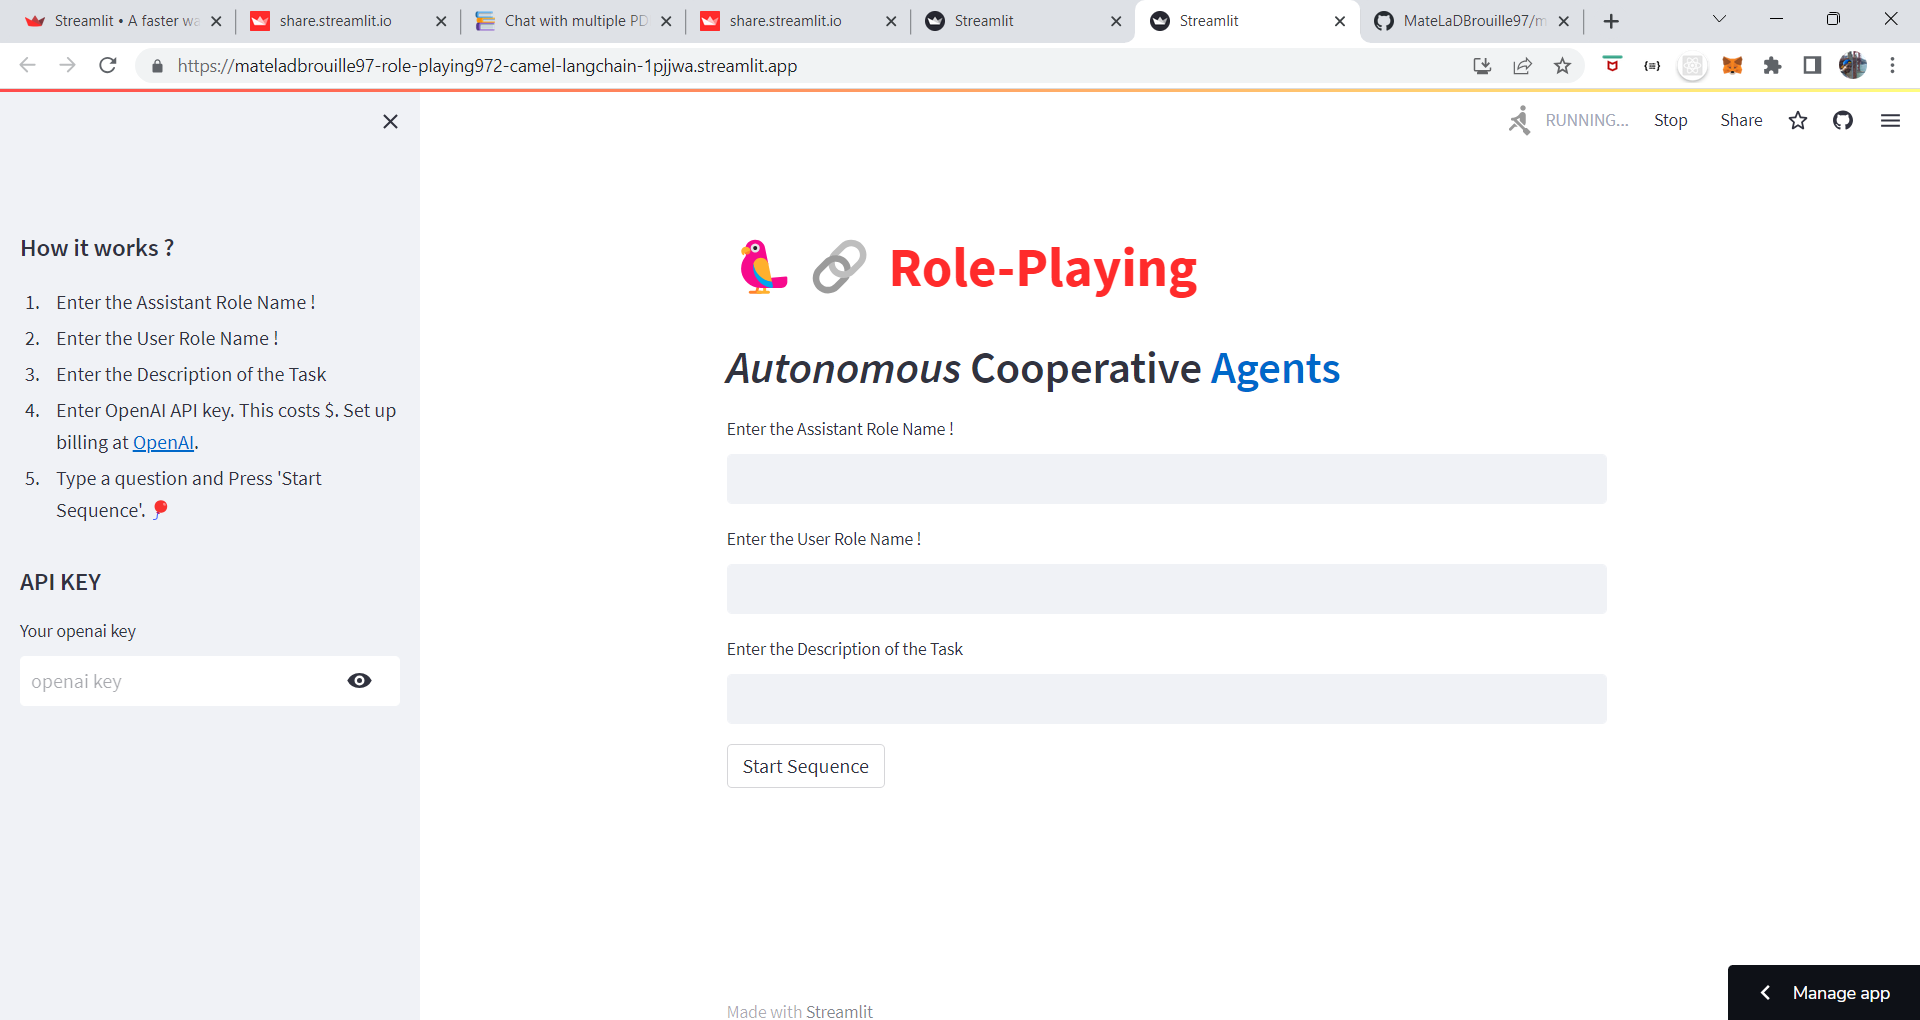 Streamlit • A faster wa
share.streamlit.io
Chat with multiple PD
share.streamlit.io
Streamlit
Streamlit
MateLaDBrouille97/m
https://mateladbrouille97-role-playing972-camel-langchain-1pjjwa.streamlit.app
RUNNING...
Stop
Share
How it works ?
1. Enter the Assistant Role Name !
2. Enter the User Role Name !
3. Enter the Description of the Task
4. Enter OpenAI API key. This costs $. Set up
billing at OpenAI.
5. Type a question and Press 'Start
Sequence'.
API KEY
Your openai key
openai key
Role-Playing
Autonomous Cooperative Agents
Enter the Assistant Role Name !
Enter the User Role Name !
Enter the Description of the Task
Start Sequence
Made with Streamlit
Manage app